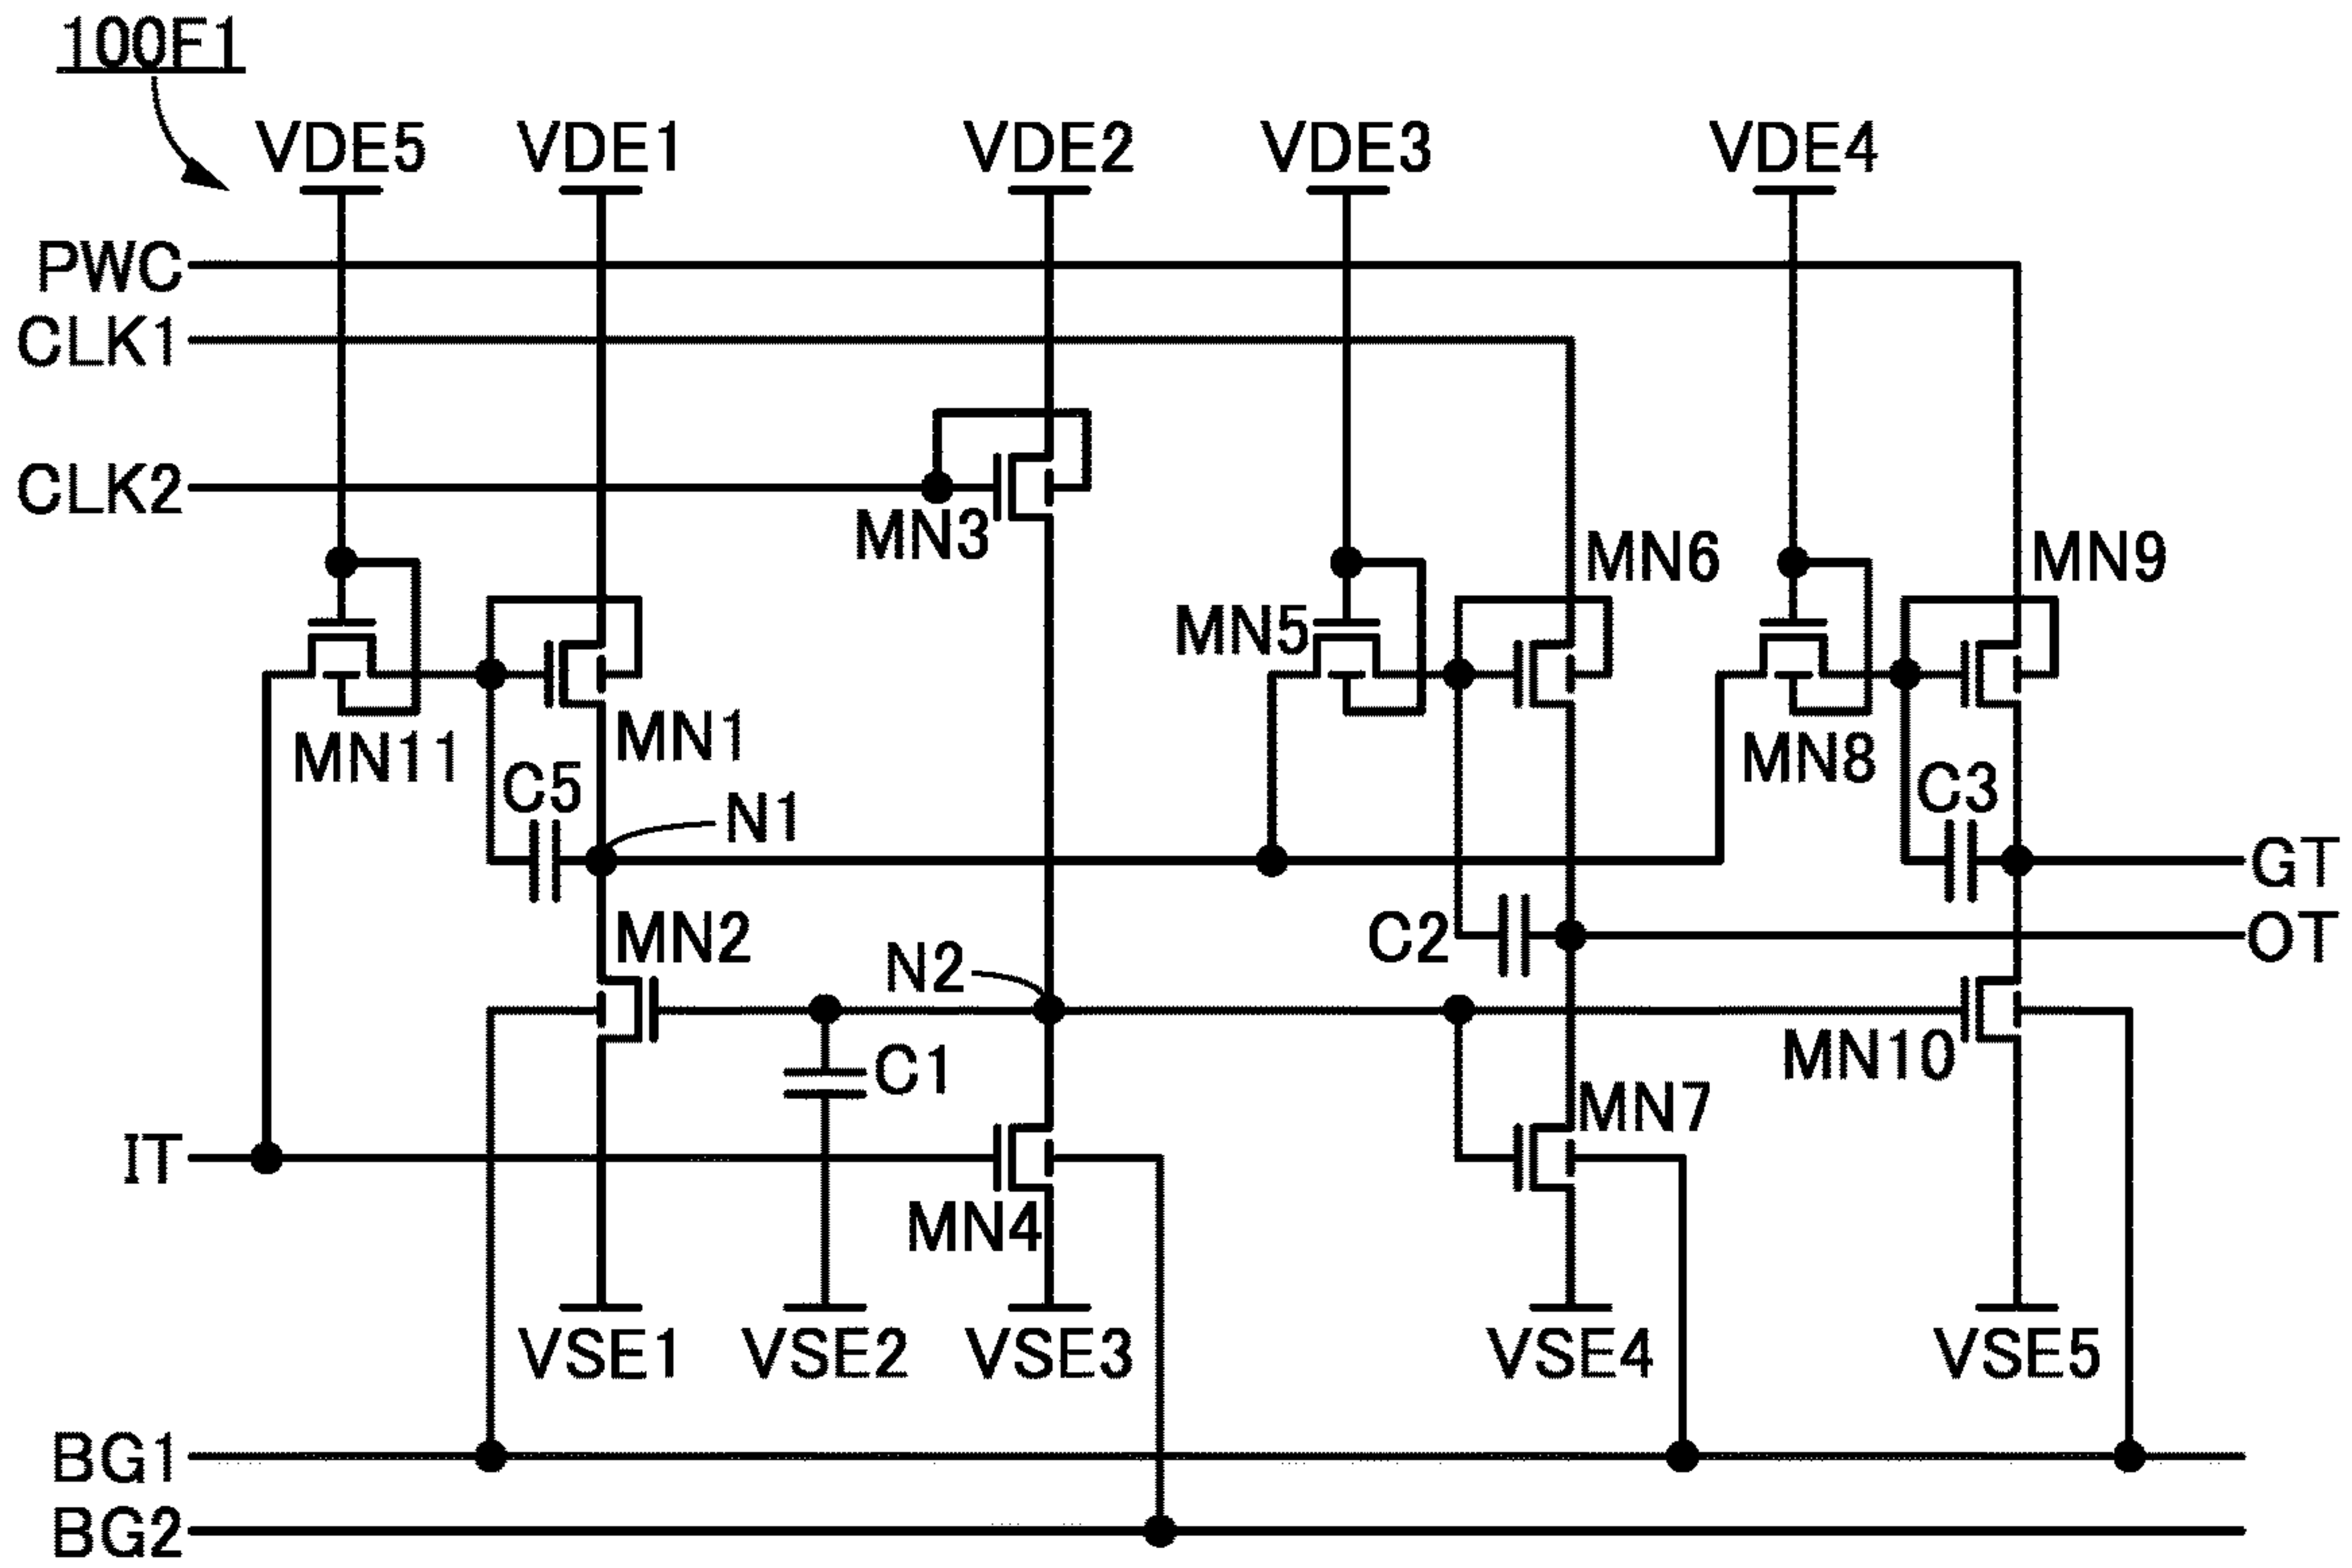 100F1
VDE5 VDE1 VDE2 VDE3 VDE4
PWC
CLK1
CLK2
MN3 MN6 MN9
MN5
MN11 MN1 MN8
C5 N1 C3
GT
MN2 N2 C2 OT
C1 MN10
MN7
IT
MN4
VSE1 VSE2 VSE3 VSE4 VSE5
BG1
BG2